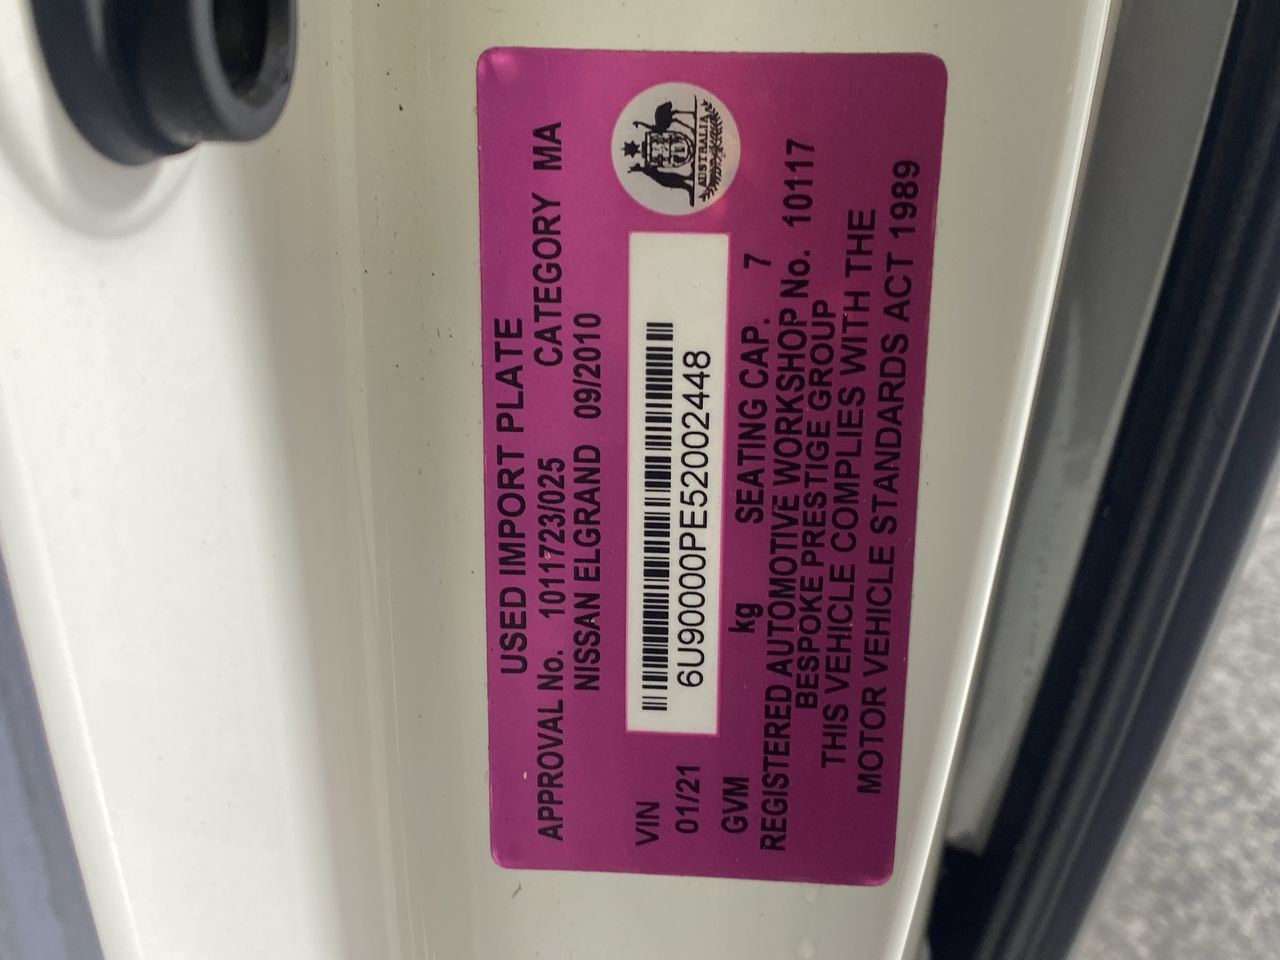 USED IMPORT PLATE
APPROVAL No. 1011723/025 CATEGORY MA
NISSAN ELGRAND 09/2010
AUSTRALIA
VIN
6U90000PE52002448
01/21
GVM kg SEATING CAP. 7
REGISTERED AUTOMOTIVE WORKSHOP No. 10117
BESPOKE PRESTIGE GROUP
THIS VEHICLE COMPLIES WITH THE
MOTOR VEHICLE STANDARDS ACT 1989